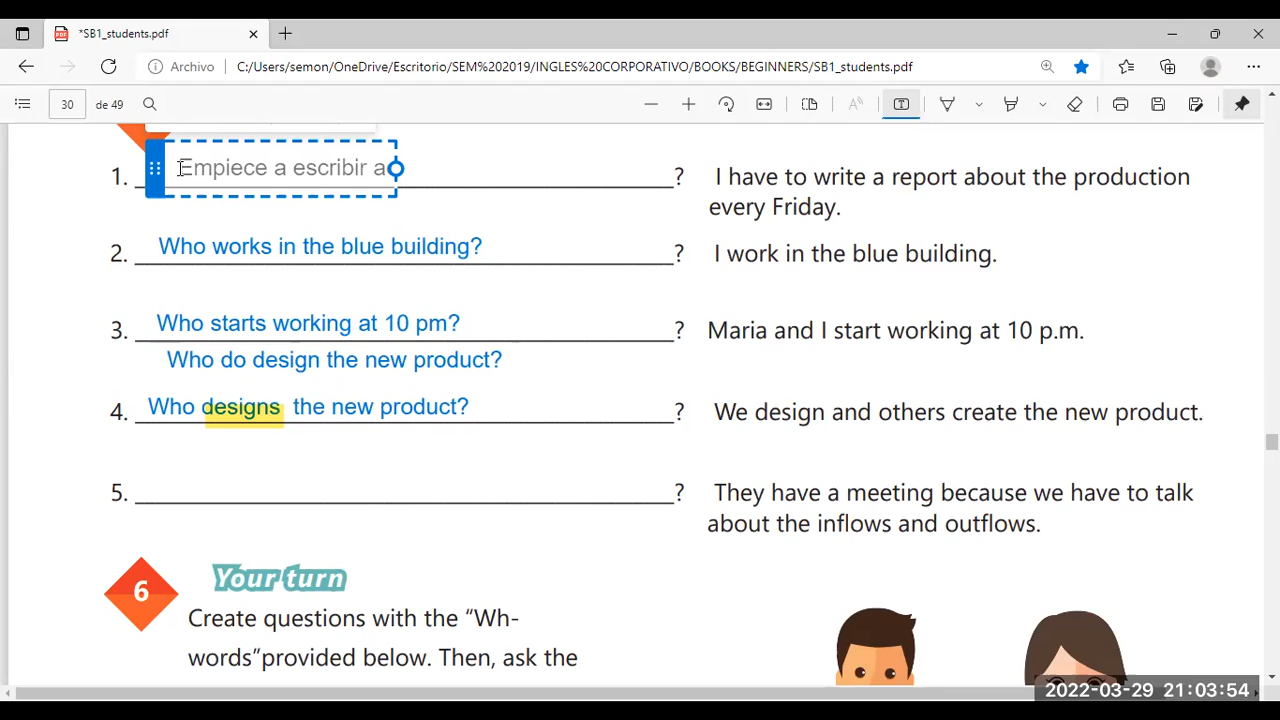 *SB1_students.pdf
Archivo C:/Users/semon/OneDrive/Escritorio/SEM%202019/INGLES%20CORPORATIVO/BOOKS/BEGINNERS/SB1_students.pdf
30 de 49
1. Empiece a escribir a ? I have to write a report about the production
every Friday.
2. Who works in the blue building? ? I work in the blue building.
3. Who starts working at 10 pm? ? Maria and I start working at 10 p.m.
Who do design the new product?
4. Who designs the new product? ? We design and others create the new product.
5. ? They have a meeting because we have to talk
about the inflows and outflows.
6 Your turn
Create questions with the “Wh-
words”provided below. Then, ask the
2022-03-29 21:03:54